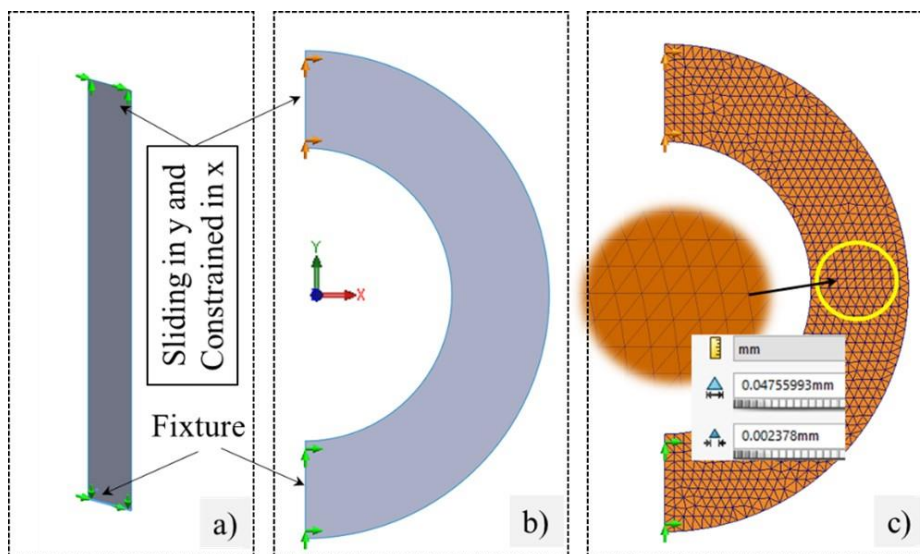 Sliding in y and
Constrained in x
Fixture
a)
Y
X
b)
mm
0.04755993mm
0.002378mm
c)